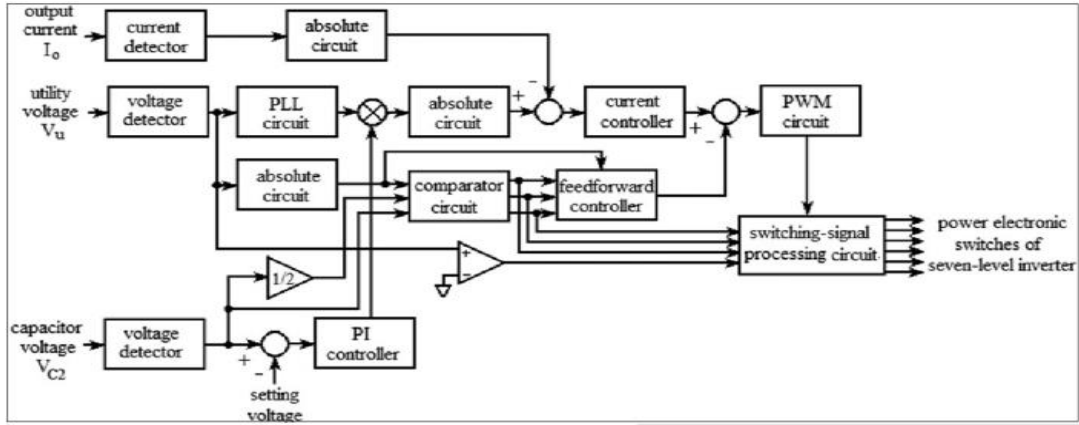 output
current
I₀
current
detector
absolute
circuit
−
utility
voltage
Vu
voltage
detector
PLL
circuit
absolute
circuit
+
current
controller
+
−
PWM
circuit
absolute
circuit
comparator
circuit
feedforward
controller
+
−
switching-signal
processing circuit
power electronic
switches of
seven-level inverter
1/2
capacitor
voltage
VC2
voltage
detector
+
−
PI
controller
setting
voltage